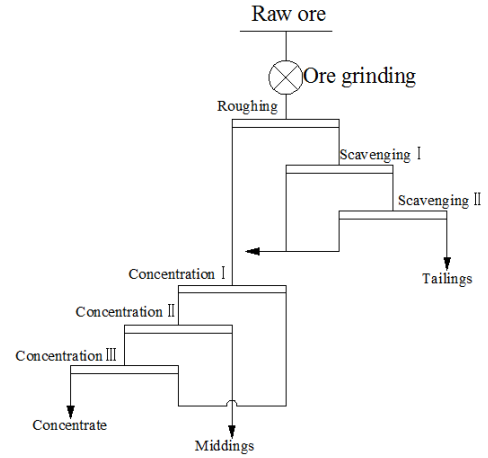 Raw ore
Ore grinding
Roughing
Scavenging Ⅰ
Scavenging Ⅱ
Concentration Ⅰ
Tailings
Concentration Ⅱ
Concentration Ⅲ
Concentrate
Middings